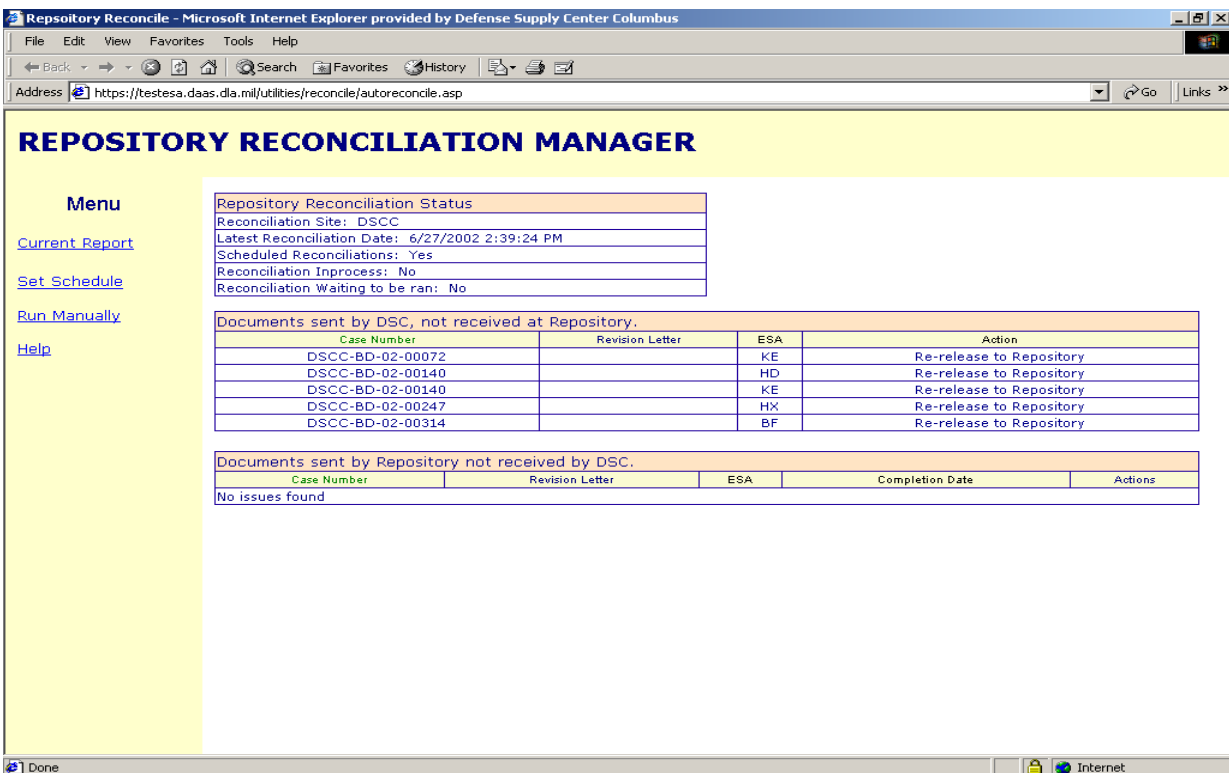 Repsoitory Reconcile - Microsoft Internet Explorer provided by Defense Supply Center Columbus
File Edit View Favorites Tools Help
Back Search Favorites History
Address https://testesa.daas.dla.mil/utilities/reconcile/autoreconcile.asp Go Links »
REPOSITORY RECONCILIATION MANAGER
Menu
Current Report
Set Schedule
Run Manually
Help
Repository Reconciliation Status
Reconciliation Site: DSCC
Latest Reconciliation Date: 6/27/2002 2:39:24 PM
Scheduled Reconciliations: Yes
Reconciliation Inprocess: No
Reconciliation Waiting to be ran: No
Documents sent by DSC, not received at Repository.
Case Number Revision Letter ESA Action
DSCC-BD-02-00072 KE Re-release to Repository
DSCC-BD-02-00140 HD Re-release to Repository
DSCC-BD-02-00140 KE Re-release to Repository
DSCC-BD-02-00247 HX Re-release to Repository
DSCC-BD-02-00314 BF Re-release to Repository
Documents sent by Repository not received by DSC.
Case Number Revision Letter ESA Completion Date Actions
No issues found
Done Internet